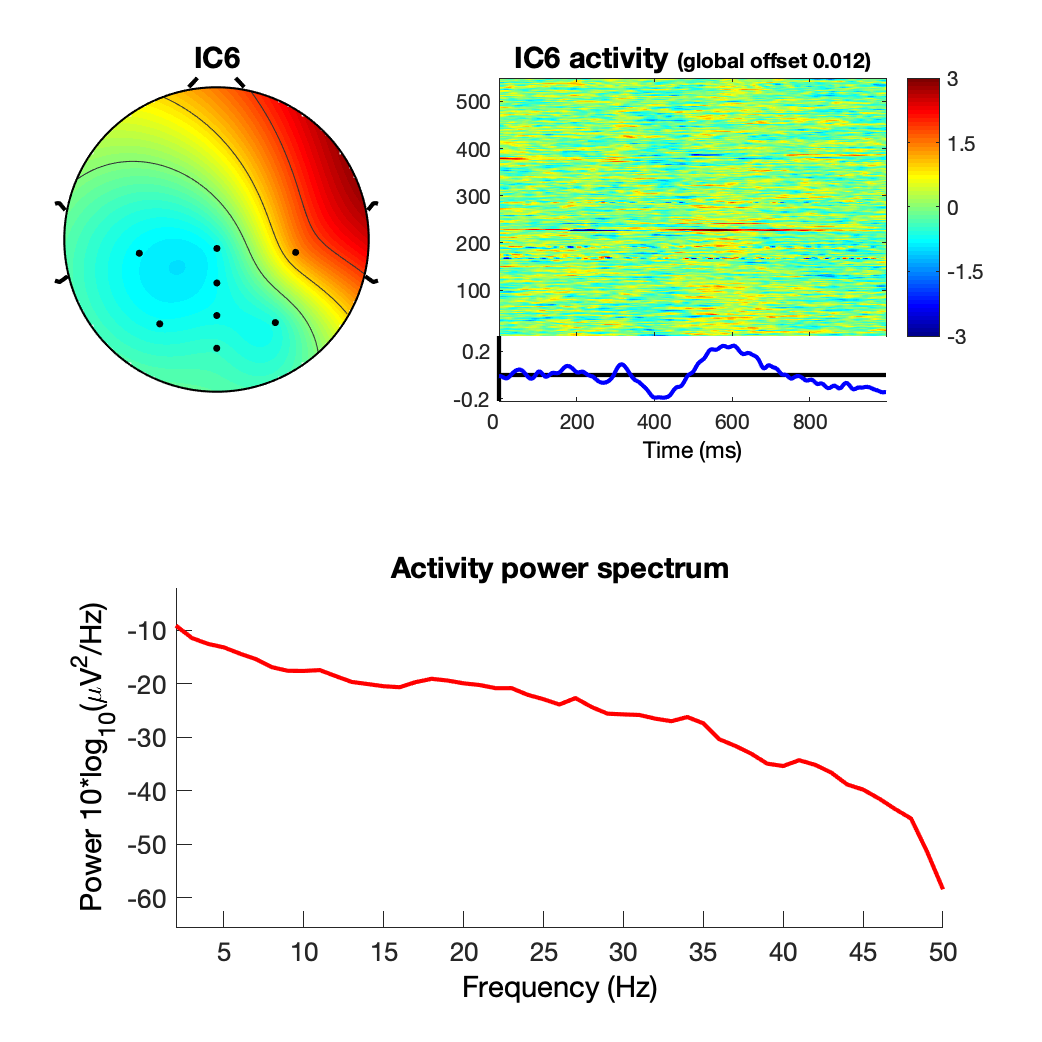 IC6
IC6 activity (global offset 0.012)
500
400
300
200
100
3
1.5
0
-1.5
-3
0.2
-0.2
0 200 400 600 800
Time (ms)
Activity power spectrum
Power 10*log10(μV2/Hz)
-10
-20
-30
-40
-50
-60
5 10 15 20 25 30 35 40 45 50
Frequency (Hz)